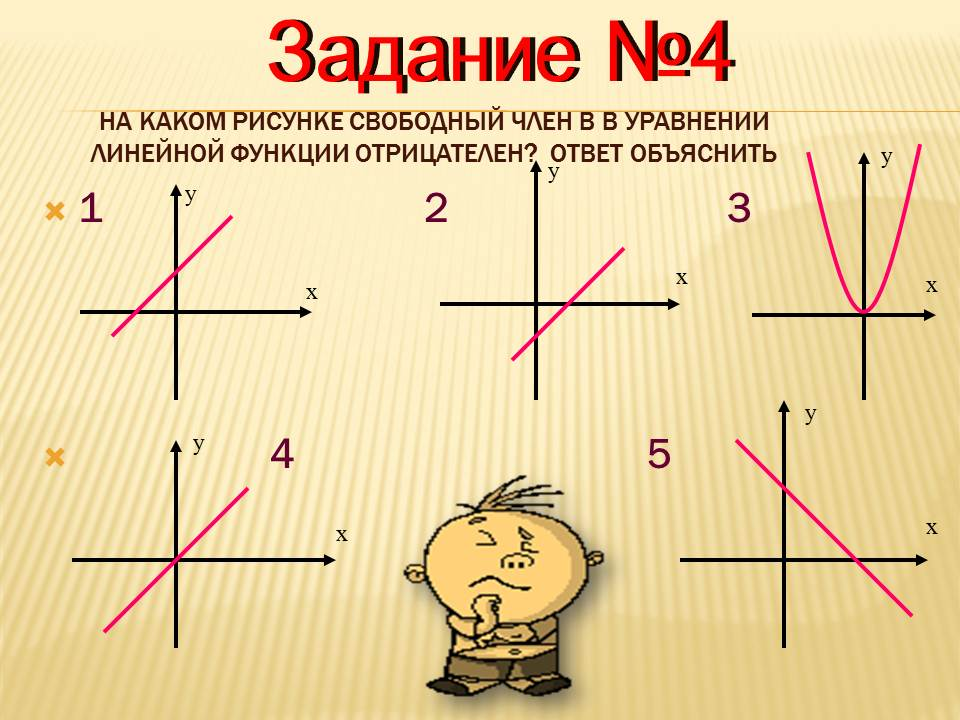 Задание №4
НА КАКОМ РИСУНКЕ СВОБОДНЫЙ ЧЛЕН В В УРАВНЕНИИ
ЛИНЕЙНОЙ ФУНКЦИИ ОТРИЦАТЕЛЕН? ОТВЕТ ОБЪЯСНИТЬ
1 2 3
у у у
х х х
4 5
у у
х х